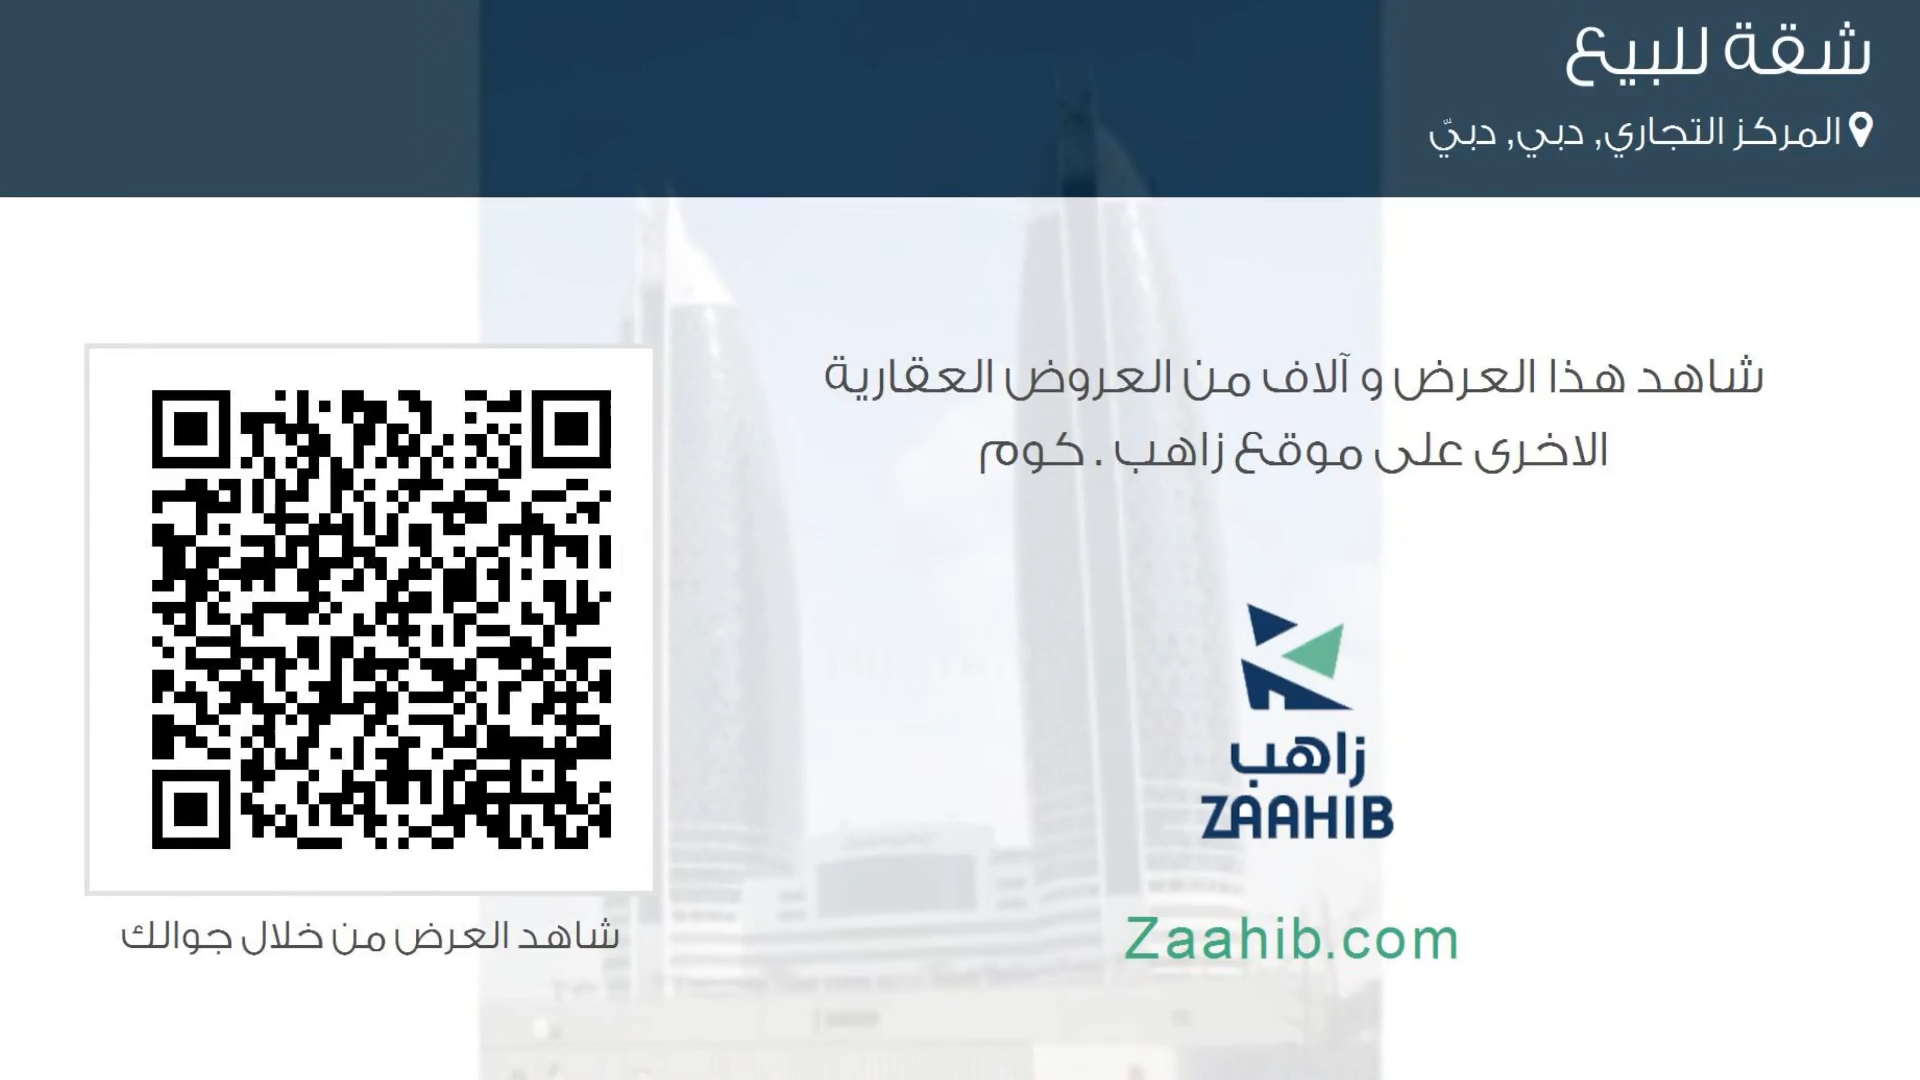 شقة للبيع
المركز التجاري, دبي, دبيّ
شاهد هذا العرض و آلاف من العروض العقارية
الاخرى على موقع زاهب . كوم
زاهب
ZAAHIB
Zaahib.com
شاهد العرض من خلال جوالك